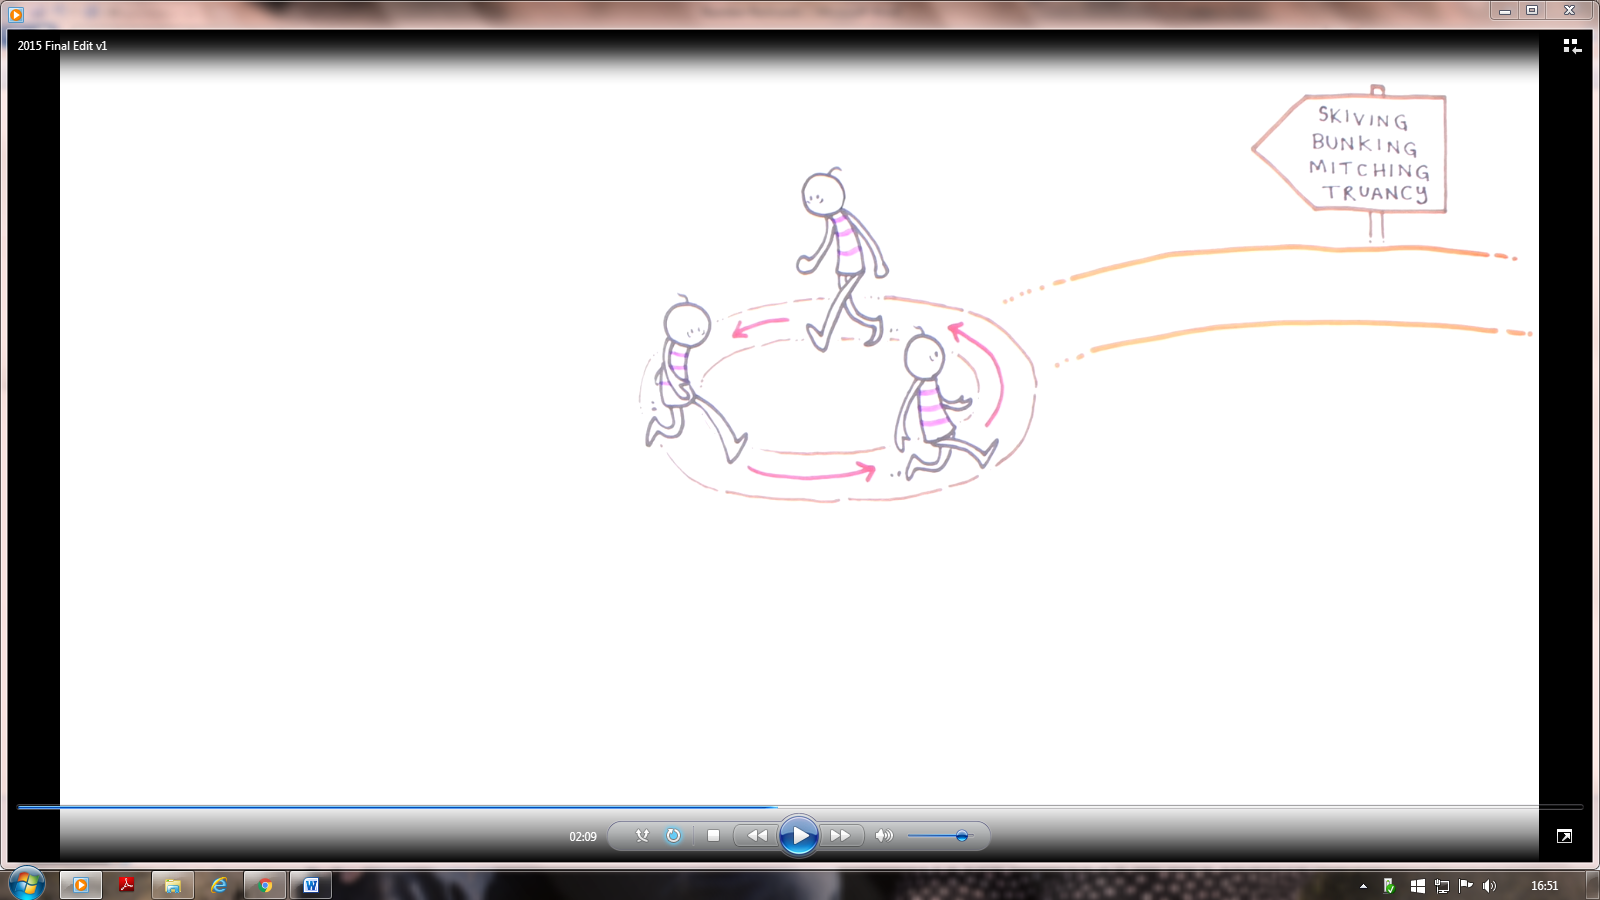 2015 Final Edit v1
SKIVING
BUNKING
MITCHING
TRUANCY
02:09
16:51